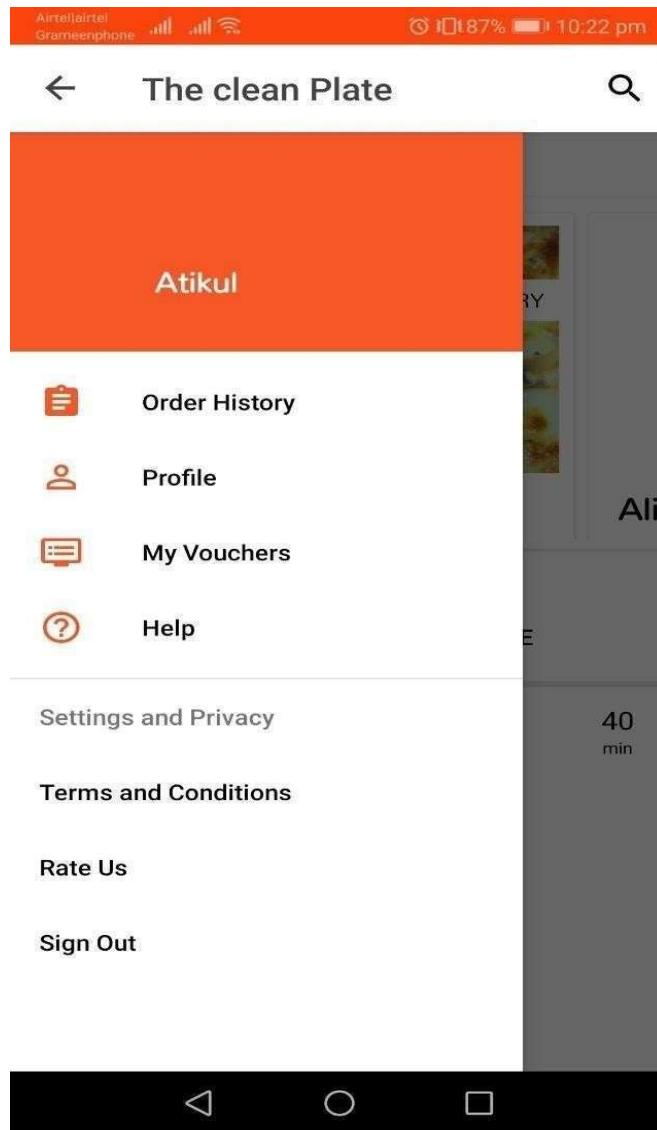 Airtel|airtel
Grameenphone
87% 10:22 pm
The clean Plate
Atikul
RY
Order History
Profile
Ali
My Vouchers
Help
E
Settings and Privacy
40
min
Terms and Conditions
Rate Us
Sign Out